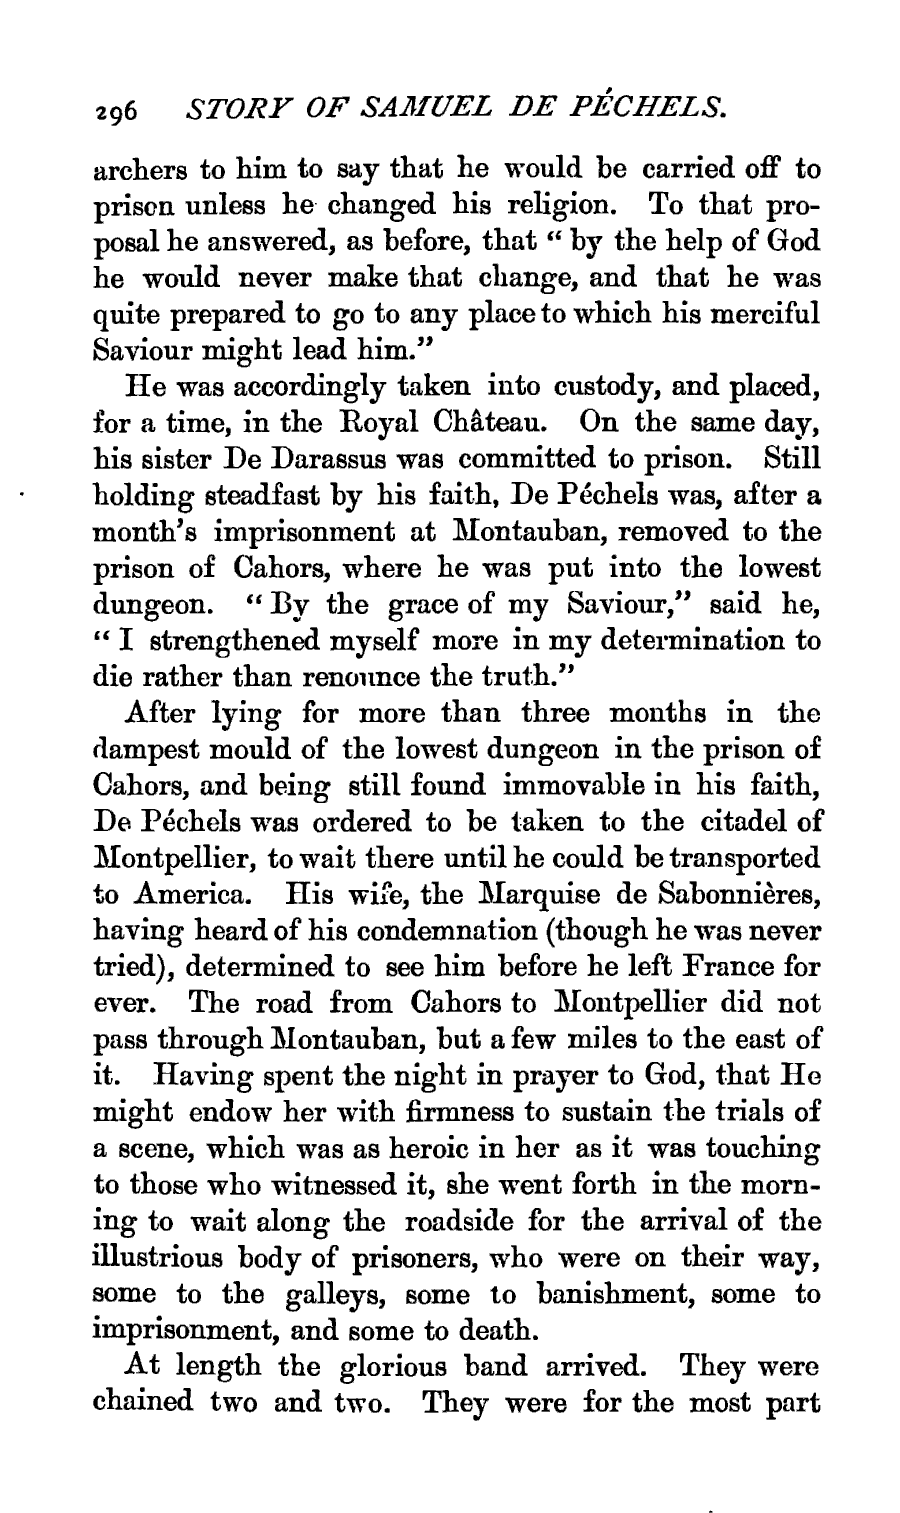 296 STORY OF SAMUEL DE PÉCHELS.
archers to him to say that he would be carried off to
prison unless he changed his religion. To that pro-
posal he answered, as before, that “ by the help of God
he would never make that change, and that he was
quite prepared to go to any place to which his merciful
Saviour might lead him.”
He was accordingly taken into custody, and placed,
for a time, in the Royal Château. On the same day,
his sister De Darassus was committed to prison. Still
holding steadfast by his faith, De Péchels was, after a
month’s imprisonment at Montauban, removed to the
prison of Cahors, where he was put into the lowest
dungeon. “ By the grace of my Saviour,” said he,
“ I strengthened myself more in my determination to
die rather than renounce the truth.”
After lying for more than three months in the
dampest mould of the lowest dungeon in the prison of
Cahors, and being still found immovable in his faith,
De Péchels was ordered to be taken to the citadel of
Montpellier, to wait there until he could be transported
to America. His wife, the Marquise de Sabonnières,
having heard of his condemnation (though he was never
tried), determined to see him before he left France for
ever. The road from Cahors to Montpellier did not
pass through Montauban, but a few miles to the east of
it. Having spent the night in prayer to God, that He
might endow her with firmness to sustain the trials of
a scene, which was as heroic in her as it was touching
to those who witnessed it, she went forth in the morn-
ing to wait along the roadside for the arrival of the
illustrious body of prisoners, who were on their way,
some to the galleys, some to banishment, some to
imprisonment, and some to death.
At length the glorious band arrived. They were
chained two and two. They were for the most part